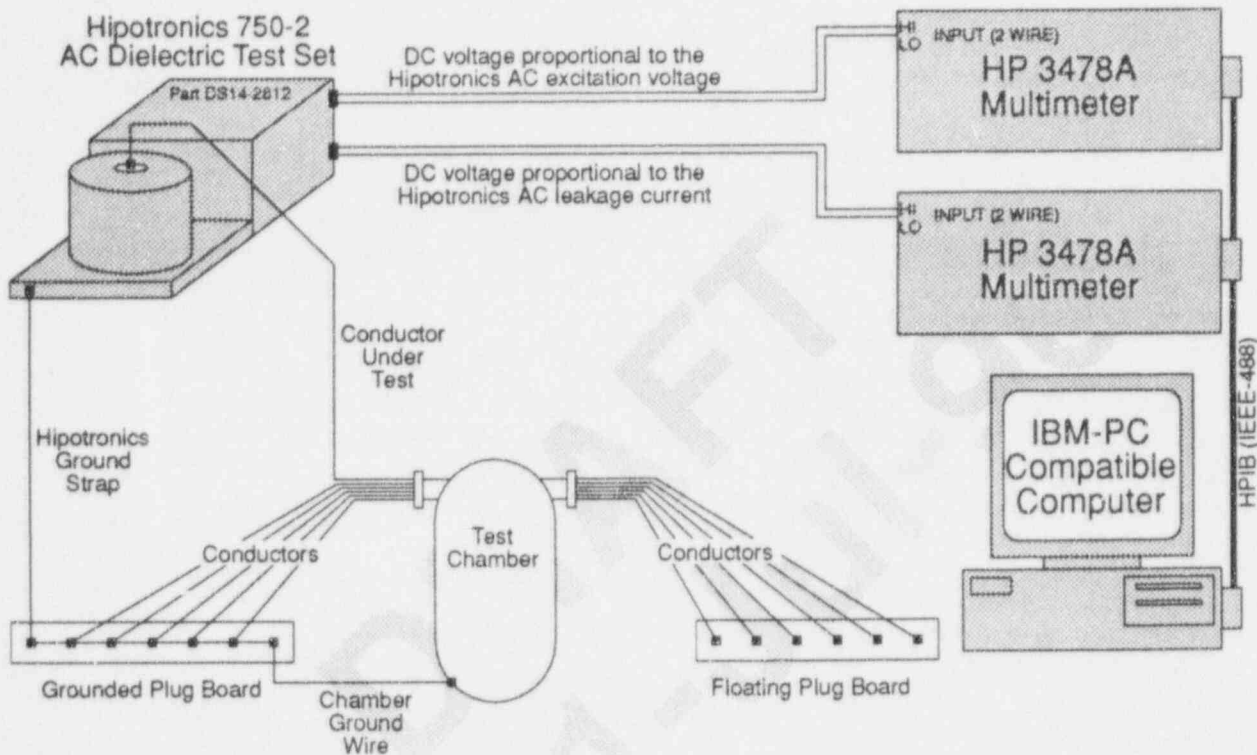 Hipotronics 750-2
AC Dielectric Test Set
Part DS14-2812
DC voltage proportional to the
Hipotronics AC excitation voltage
DC voltage proportional to the
Hipotronics AC leakage current
HI
LO
INPUT (2 WIRE)
HP 3478A
Multimeter
HI
LO
INPUT (2 WIRE)
HP 3478A
Multimeter
HPIB (IEEE-488)
IBM-PC
Compatible
Computer
Conductor
Under
Test
Hipotronics
Ground
Strap
Conductors
Test
Chamber
Conductors
Grounded Plug Board
Chamber
Ground
Wire
Floating Plug Board
DRAFT